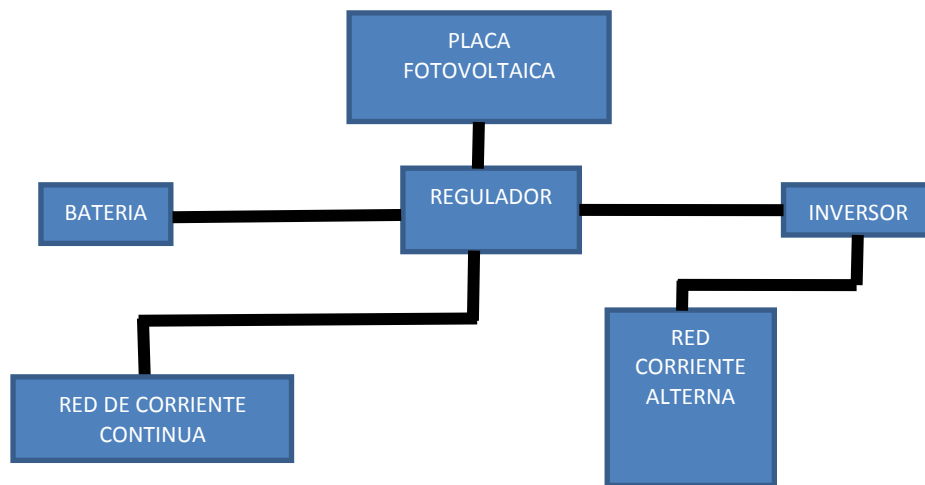 PLACA
FOTOVOLTAICA
REGULADOR
BATERIA
INVERSOR
RED
CORRIENTE
ALTERNA
RED DE CORRIENTE
CONTINUA